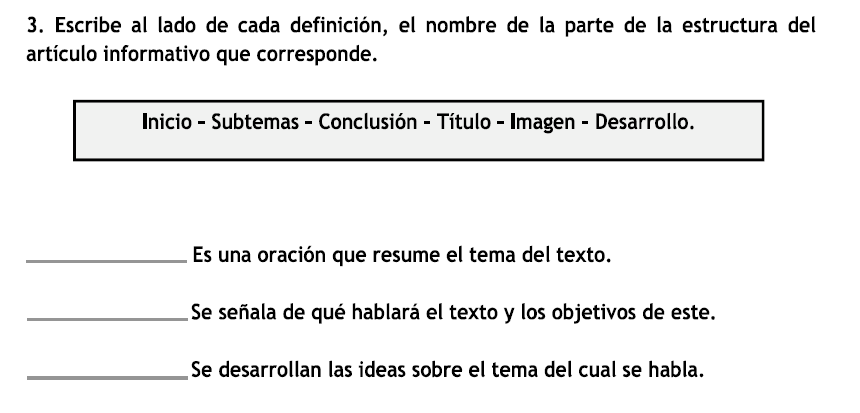 3. Escribe al lado de cada definición, el nombre de la parte de la estructura del
artículo informativo que corresponde.
Inicio – Subtemas – Conclusión - Título – Imagen - Desarrollo.
_______________ Es una oración que resume el tema del texto.
_______________ Se señala de qué hablará el texto y los objetivos de este.
_______________ Se desarrollan las ideas sobre el tema del cual se habla.